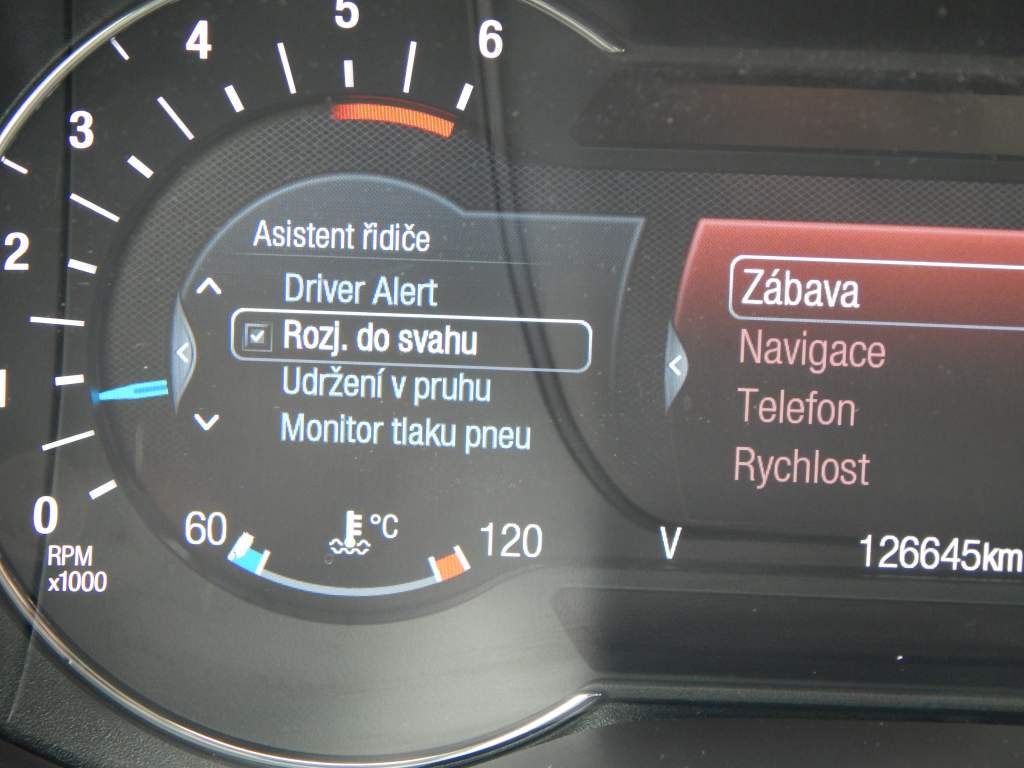 5
4
6
3
2
1
0
RPM
x1000
Asistent řidiče
Driver Alert
Rozj. do svahu
Udržení v pruhu
Monitor tlaku pneu
60
°C
120
Zábava
Navigace
Telefon
Rychlost
V
126645km